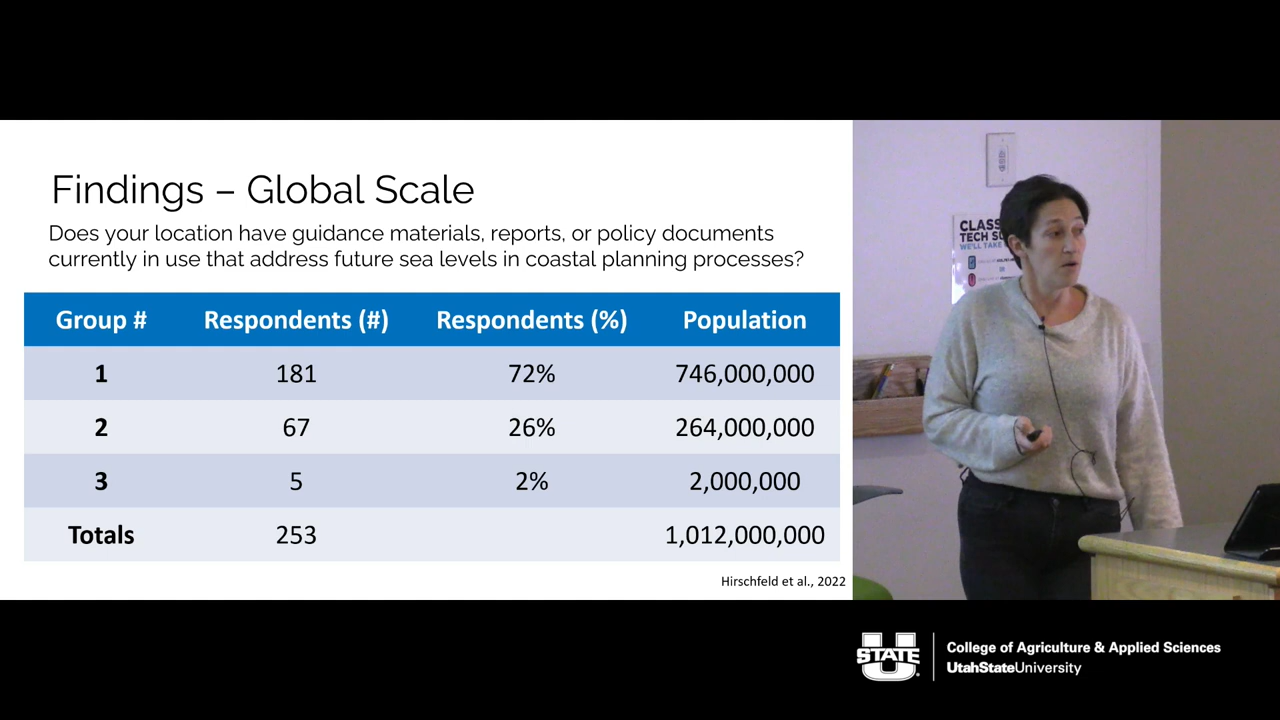 Findings – Global Scale
Does your location have guidance materials, reports, or policy documents
currently in use that address future sea levels in coastal planning processes?
Group # Respondents (#) Respondents (%) Population
1 181 72% 746,000,000
2 67 26% 264,000,000
3 5 2% 2,000,000
Totals 253 1,012,000,000
Hirschfeld et al., 2022
CLASS
TECH
WE'LL TAKE
U
STATE
College of Agriculture & Applied Sciences
UtahStateUniversity